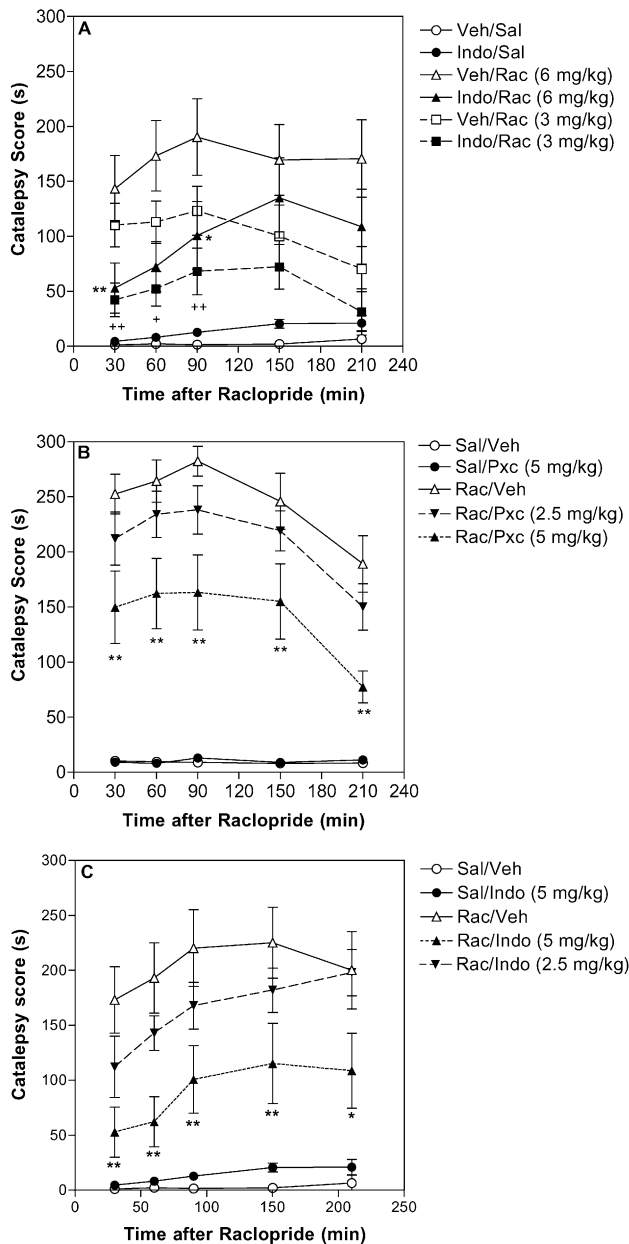 A
Veh/Sal
Indo/Sal
Veh/Rac (6 mg/kg)
Indo/Rac (6 mg/kg)
Veh/Rac (3 mg/kg)
Indo/Rac (3 mg/kg)
Catalepsy Score (s)
300
250
200
150
100
50
0
**
*
++
+
++
0 30 60 90 120 150 180 210 240
Time after Raclopride (min)
B
Sal/Veh
Sal/Pxc (5 mg/kg)
Rac/Veh
Rac/Pxc (2.5 mg/kg)
Rac/Pxc (5 mg/kg)
Catalepsy Score (s)
300
250
200
150
100
50
0
**
**
**
**
**
0 30 60 90 120 150 180 210 240
Time after Raclopride (min)
C
Sal/Veh
Sal/Indo (5 mg/kg)
Rac/Veh
Rac/Indo (5 mg/kg)
Rac/Indo (2.5 mg/kg)
Catalepsy score (s)
300
250
200
150
100
50
0
**
**
**
**
*
0 50 100 150 200 250
Time after Raclopride (min)